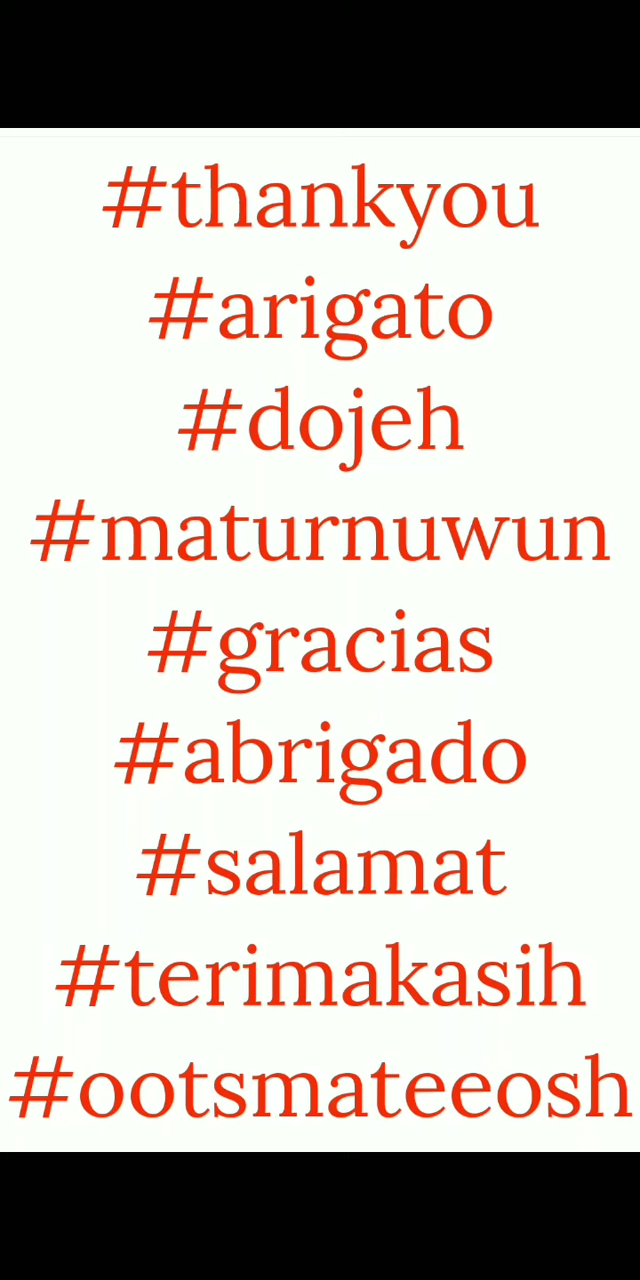 #thankyou
#arigato
#dojeh
#maturnuwun
#gracias
#abrigado
#salamat
#terimakasih
#ootsmateeosh